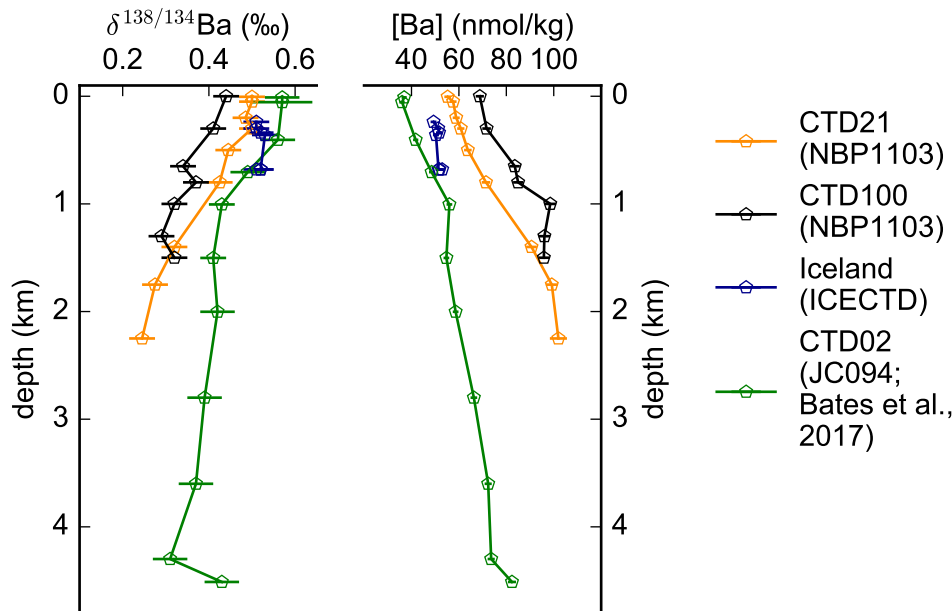 δ138/134Ba (‰)
[Ba] (nmol/kg)
0.2 0.4 0.6
40 60 80 100
0
1
2
3
4
depth (km)
0
1
2
3
4
depth (km)
CTD21
(NBP1103)
CTD100
(NBP1103)
Iceland
(ICECTD)
CTD02
(JC094;
Bates et al.,
2017)